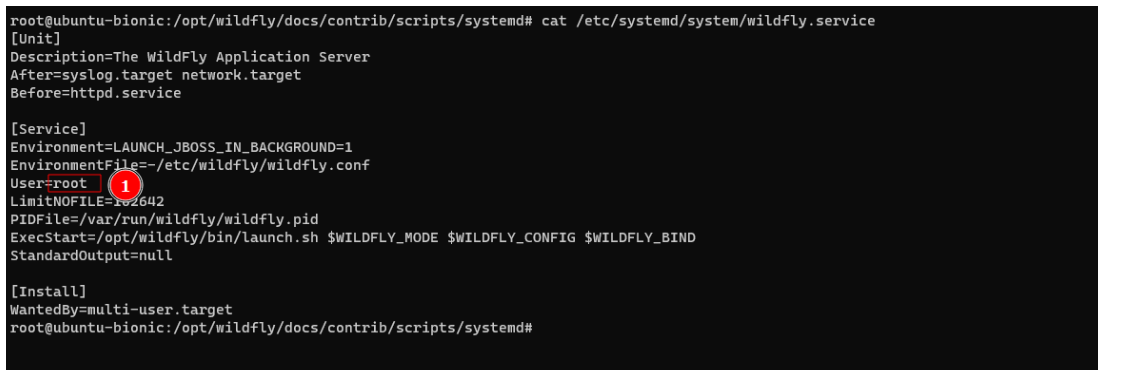 root@ubuntu-bionic:/opt/wildfly/docs/contrib/scripts/systemd# cat /etc/systemd/system/wildfly.service
[Unit]
Description=The WildFly Application Server
After=syslog.target network.target
Before=httpd.service
[Service]
Environment=LAUNCH_JBOSS_IN_BACKGROUND=1
EnvironmentFile=-/etc/wildfly/wildfly.conf
User=root 1
LimitNOFILE=102642
PIDFile=/var/run/wildfly/wildfly.pid
ExecStart=/opt/wildfly/bin/launch.sh $WILDFLY_MODE $WILDFLY_CONFIG $WILDFLY_BIND
StandardOutput=null
[Install]
WantedBy=multi-user.target
root@ubuntu-bionic:/opt/wildfly/docs/contrib/scripts/systemd#